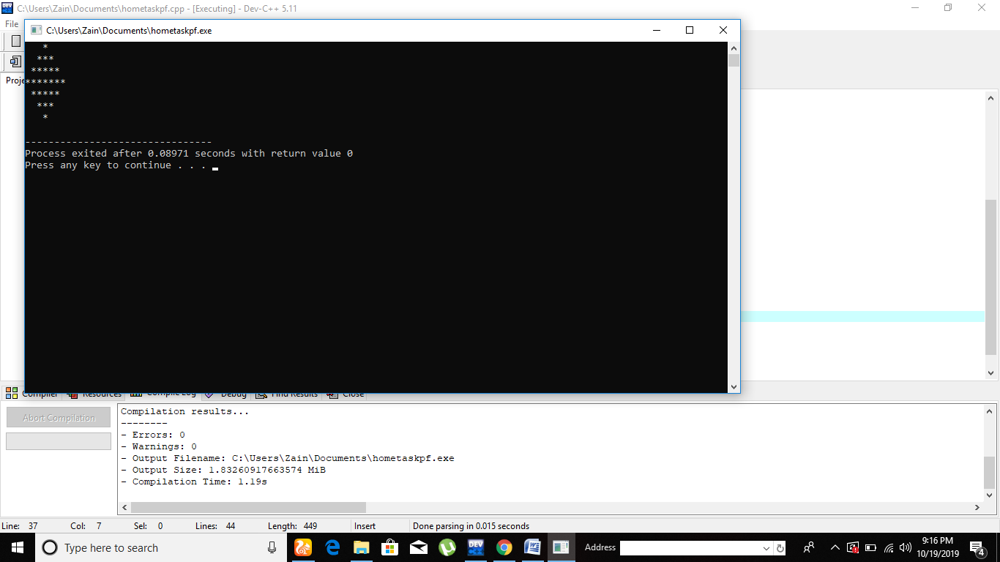 C:\Users\Zain\Documents\hometaskpf.cpp - [Executing] - Dev-C++ 5.11
File
C:\Users\Zain\Documents\hometaskpf.exe
Proje
   *
  ***
 *****
*******
 *****
  ***
   *
--------------------------------
Process exited after 0.08971 seconds with return value 0
Press any key to continue . . .
Compiler Resources Compile Log Debug Find Results Close
Abort Compilation
Compilation results...
--------
- Errors: 0
- Warnings: 0
- Output Filename: C:\Users\Zain\Documents\hometaskpf.exe
- Output Size: 1.83260917663574 MiB
- Compilation Time: 1.19s
Line: 37 Col: 7 Sel: 0 Lines: 44 Length: 449 Insert Done parsing in 0.015 seconds
Type here to search
DEV
Address
9:16 PM
10/19/2019
4